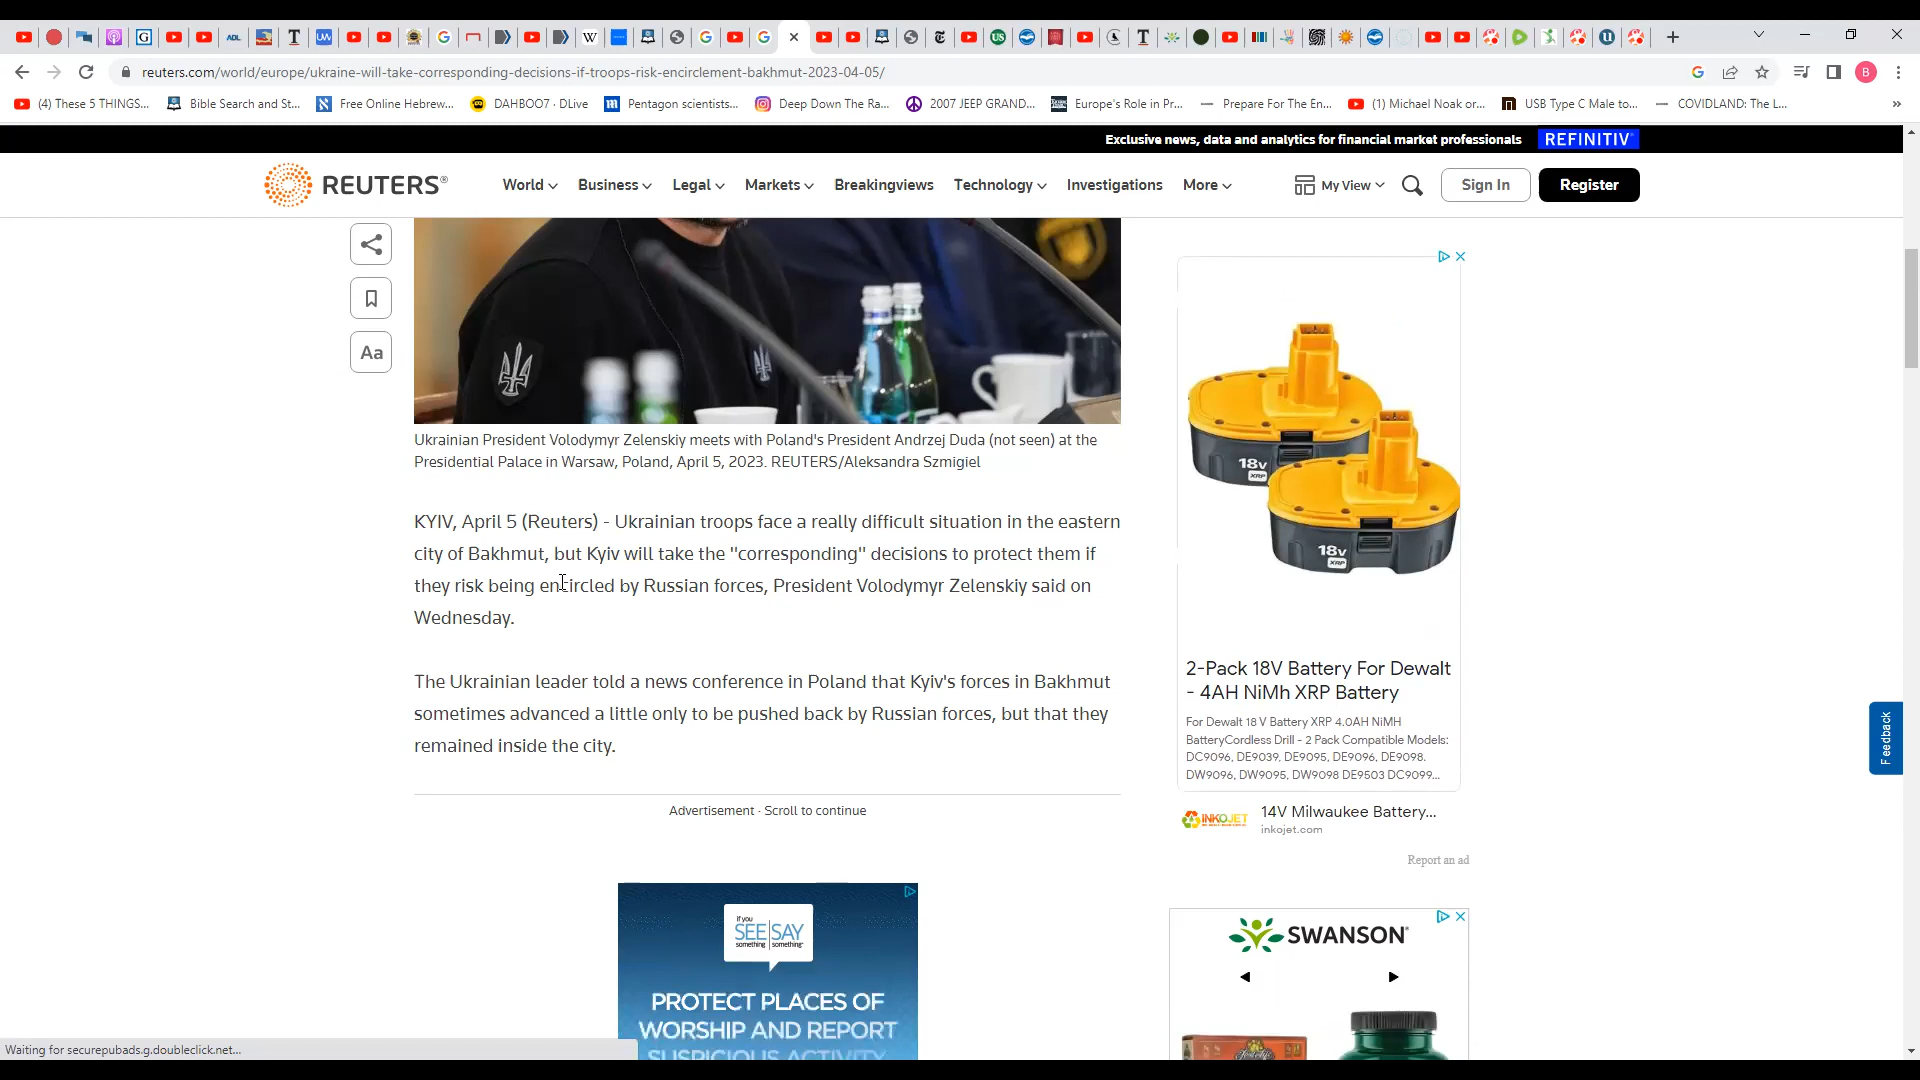 reuters.com/world/europe/ukraine-will-take-corresponding-decisions-if-troops-risk-encirclement-bakhmut-2023-04-05/
(4) These 5 THINGS...
Bible Search and St...
Free Online Hebrew...
DAHBOO7 · DLive
Pentagon scientists...
Deep Down The Ra...
2007 JEEP GRAND...
Europe's Role in Pr...
Prepare For The En...
(1) Michael Noak or...
USB Type C Male to...
COVIDLAND: The L...
»
Exclusive news, data and analytics for financial market professionals REFINITIV
REUTERS®
World
Business
Legal
Markets
Breakingviews
Technology
Investigations
More
My View
Sign In
Register
Aa
Ukrainian President Volodymyr Zelenskiy meets with Poland's President Andrzej Duda (not seen) at the
Presidential Palace in Warsaw, Poland, April 5, 2023. REUTERS/Aleksandra Szmigiel
KYIV, April 5 (Reuters) - Ukrainian troops face a really difficult situation in the eastern
city of Bakhmut, but Kyiv will take the "corresponding" decisions to protect them if
they risk being encircled by Russian forces, President Volodymyr Zelenskiy said on
Wednesday.
The Ukrainian leader told a news conference in Poland that Kyiv's forces in Bakhmut
sometimes advanced a little only to be pushed back by Russian forces, but that they
remained inside the city.
Advertisement · Scroll to continue
if you
SEE SAY
something something
PROTECT PLACES OF
WORSHIP AND REPORT
SUSPICIOUS ACTIVITY
18v
XRP
18v
XRP
2-Pack 18V Battery For Dewalt
- 4AH NiMh XRP Battery
For Dewalt 18 V Battery XRP 4.0AH NiMH
BatteryCordless Drill - 2 Pack Compatible Models:
DC9096, DE9039, DE9095, DE9096, DE9098.
DW9096, DW9095, DW9098 DE9503 DC9099...
INKOJET
14V Milwaukee Battery...
inkojet.com
Report an ad
SWANSON
Feedback
Waiting for securepubads.g.doubleclick.net...